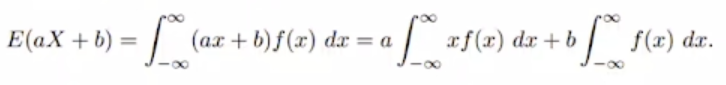 E(aX + b) = ∫_{-∞}^{∞} (ax + b)f(x) dx = a ∫_{-∞}^{∞} xf(x) dx + b ∫_{-∞}^{∞} f(x) dx.